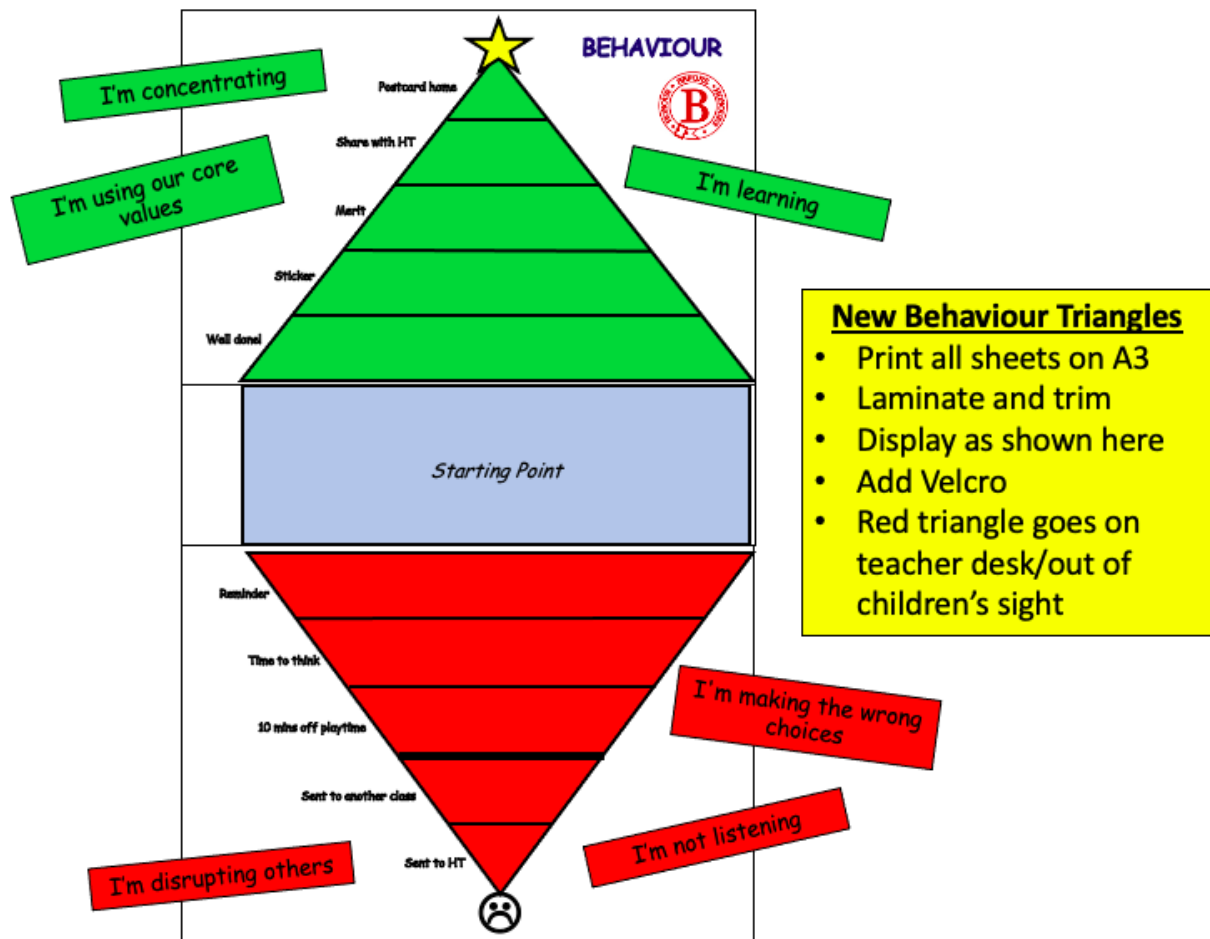 BEHAVIOUR
I'm concentrating
Postcard home
B
Share with HT
I'm using our core
values
I'm learning
Merit
Sticker
Well done!
New Behaviour Triangles
• Print all sheets on A3
• Laminate and trim
• Display as shown here
• Add Velcro
• Red triangle goes on
teacher desk/out of
children's sight
Starting Point
Reminder
Time to think
10 mins off playtime
I'm making the wrong
choices
Sent to another class
I'm not listening
I'm disrupting others
Sent to HT